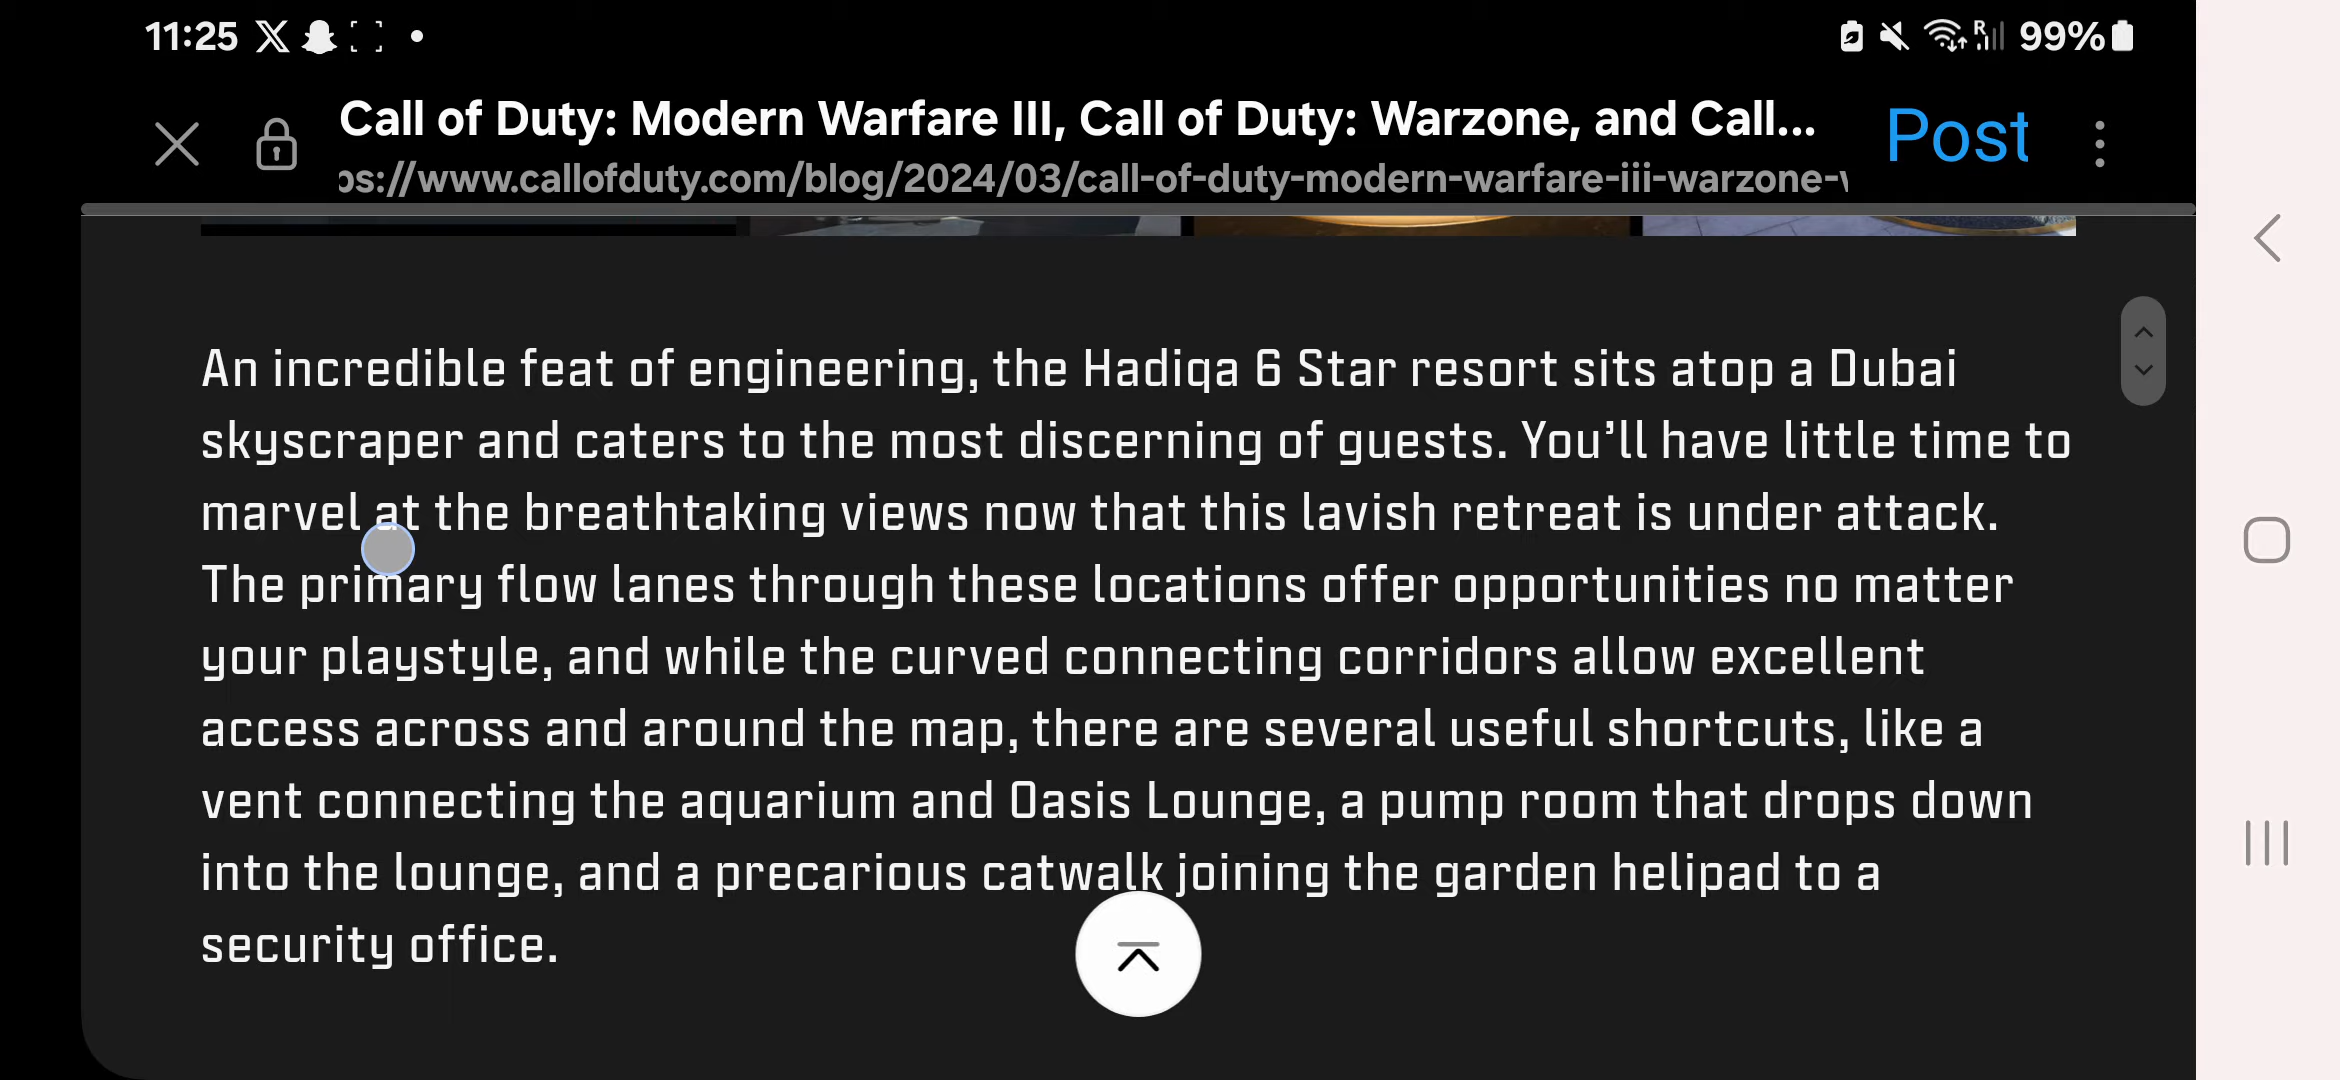 11:25
R
99%
Call of Duty: Modern Warfare III, Call of Duty: Warzone, and Call...
Post
ps://www.callofduty.com/blog/2024/03/call-of-duty-modern-warfare-iii-warzone-
An incredible feat of engineering, the Hadiqa 6 Star resort sits atop a Dubai
skyscraper and caters to the most discerning of guests. You’ll have little time to
marvel at the breathtaking views now that this lavish retreat is under attack.
The primary flow lanes through these locations offer opportunities no matter
your playstyle, and while the curved connecting corridors allow excellent
access across and around the map, there are several useful shortcuts, like a
vent connecting the aquarium and Oasis Lounge, a pump room that drops down
into the lounge, and a precarious catwalk joining the garden helipad to a
security office.